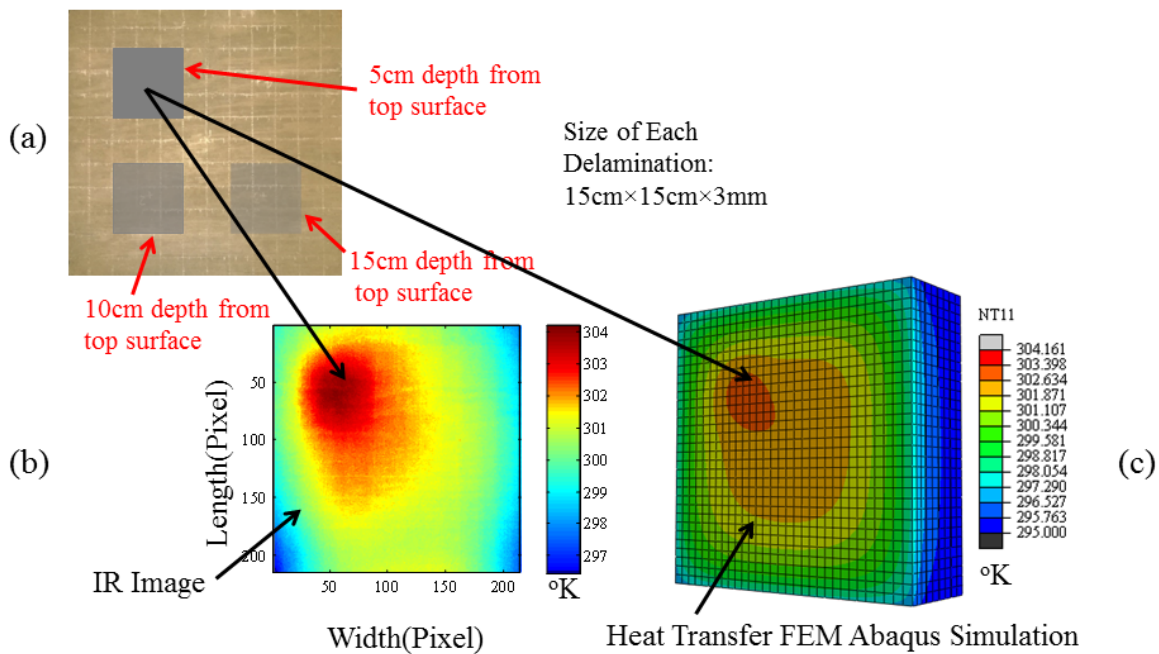 (a)
5cm depth from
top surface
Size of Each
Delamination:
15cm×15cm×3mm
15cm depth from
top surface
10cm depth from
top surface
(b)
Length(Pixel)
50
100
150
200
50
100
150
200
Width(Pixel)
IR Image
304
303
302
301
300
299
298
297
ºK
(c)
NT11
304.161
303.398
302.634
301.871
301.107
300.344
299.581
298.817
298.054
297.290
296.527
295.763
295.000
ºK
Heat Transfer FEM Abaqus Simulation